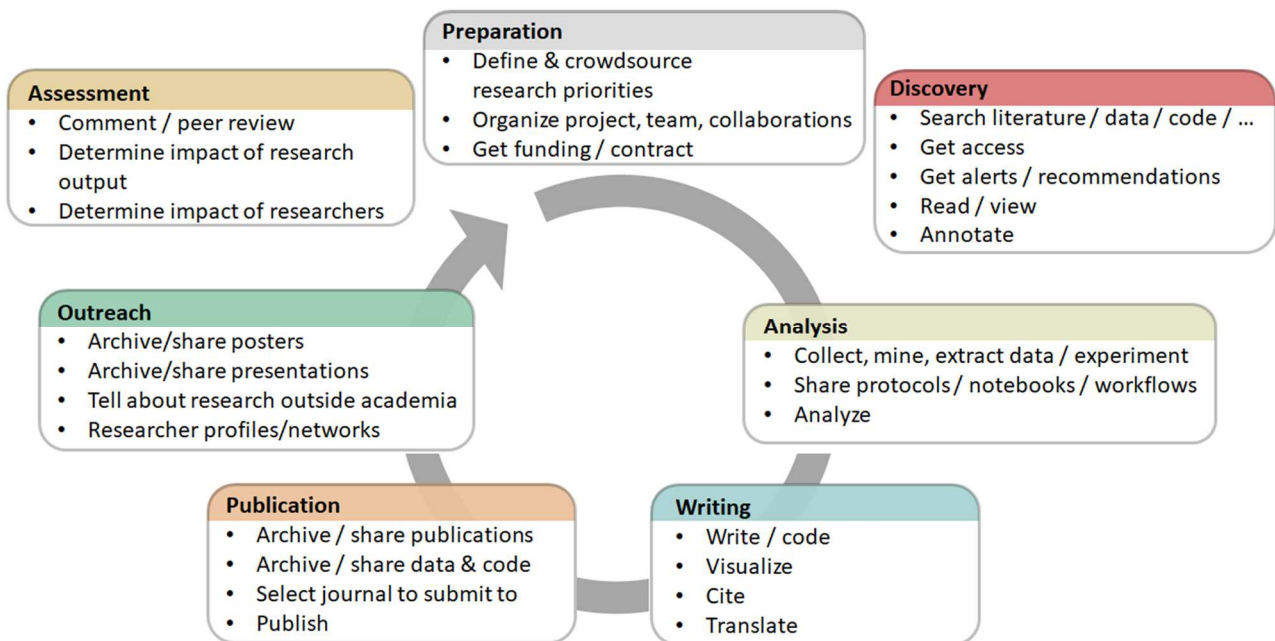 Preparation
• Define & crowdsource
research priorities
• Organize project, team, collaborations
• Get funding / contract
Discovery
• Search literature / data / code / ...
• Get access
• Get alerts / recommendations
• Read / view
• Annotate
Analysis
• Collect, mine, extract data / experiment
• Share protocols / notebooks / workflows
• Analyze
Writing
• Write / code
• Visualize
• Cite
• Translate
Publication
• Archive / share publications
• Archive / share data & code
• Select journal to submit to
• Publish
Outreach
• Archive/share posters
• Archive/share presentations
• Tell about research outside academia
• Researcher profiles/networks
Assessment
• Comment / peer review
• Determine impact of research
output
• Determine impact of researchers